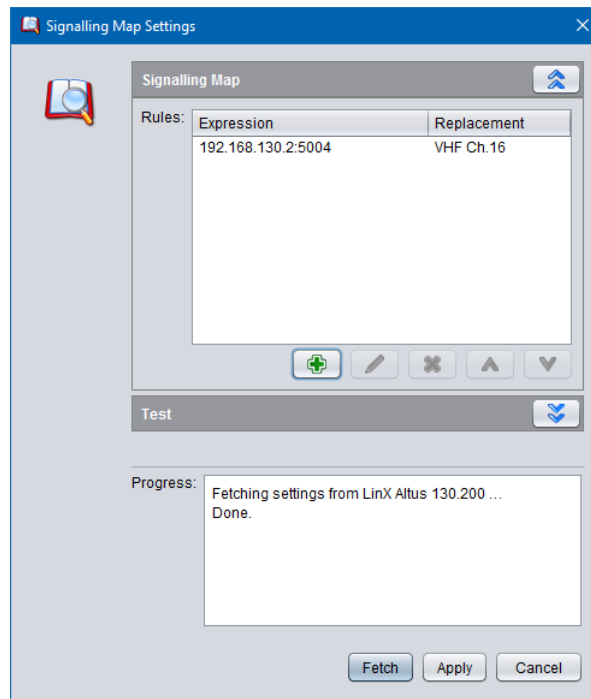 Signalling Map Settings
Signalling Map
Rules:
Expression Replacement
192.168.130.2:5004 VHF Ch.16
Test
Progress:
Fetching settings from LinX Altus 130.200 ...
Done.
Fetch Apply Cancel